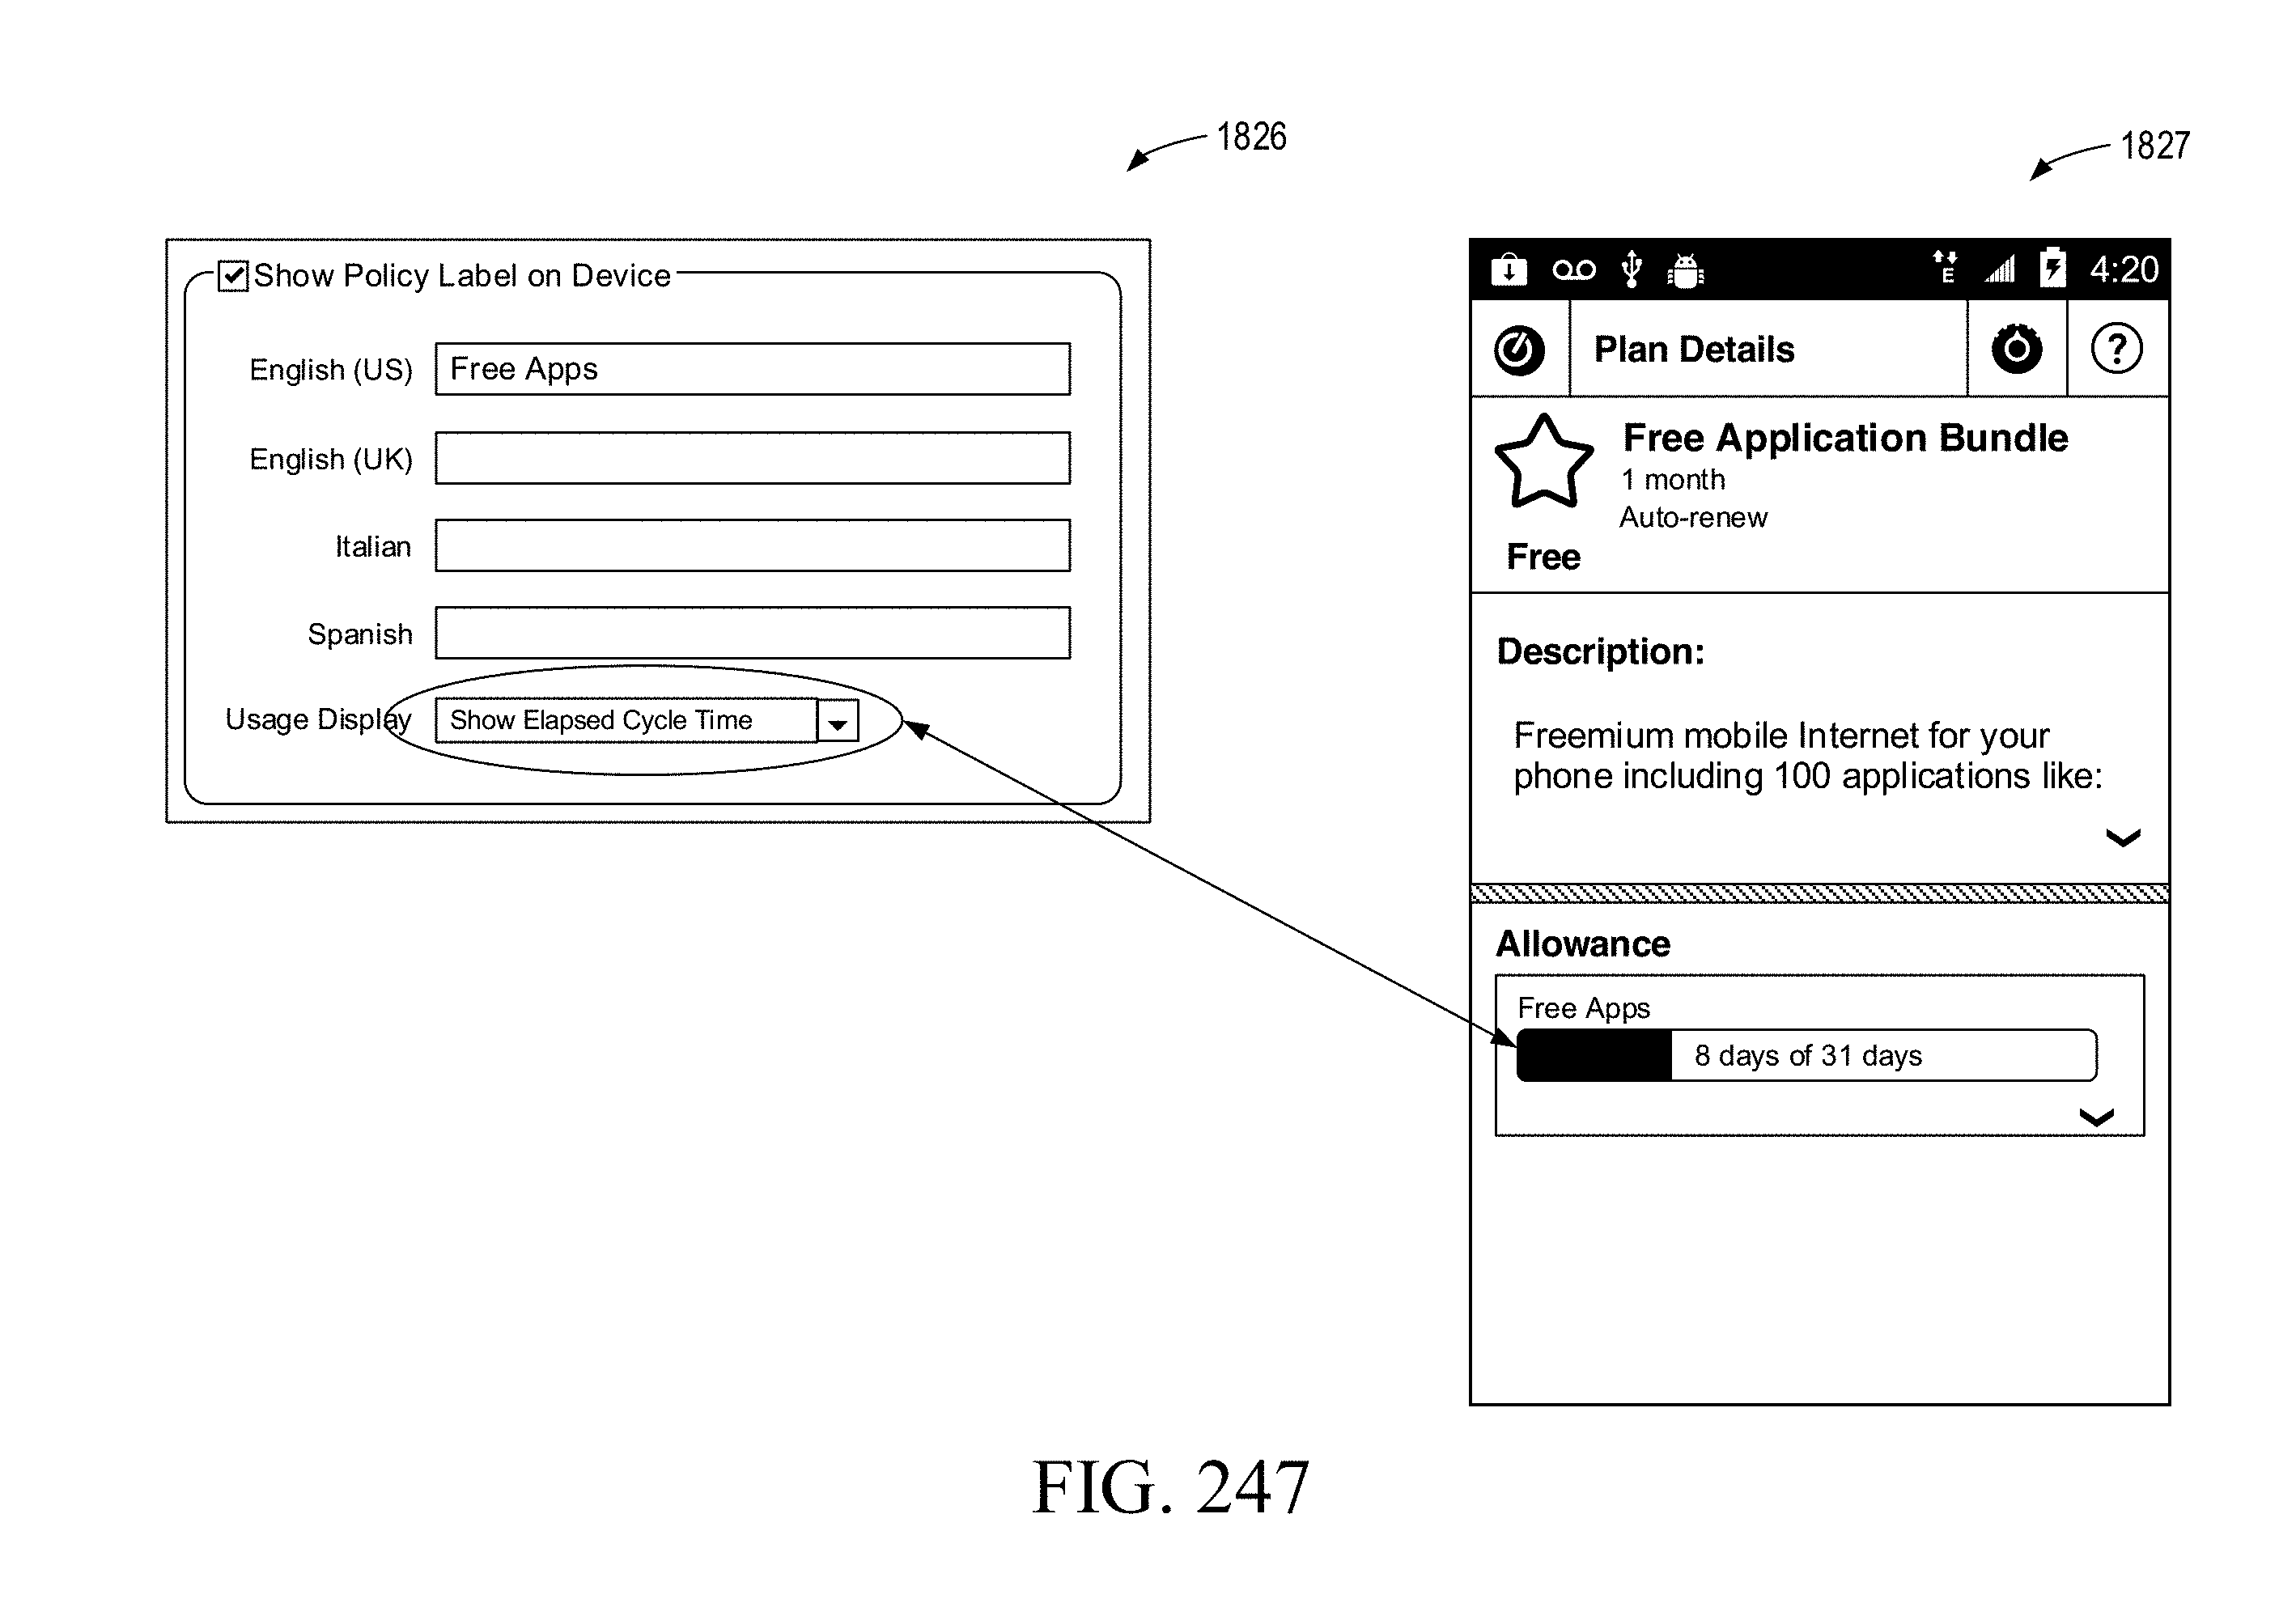 1826
1827
Show Policy Label on Device
English (US)
Free Apps
English (UK)
Italian
Spanish
Usage Display
Show Elapsed Cycle Time
E
4:20
Plan Details
?
Free Application Bundle
1 month
Auto-renew
Free
Description:
Freemium mobile Internet for your
phone including 100 applications like:
Allowance
Free Apps
8 days of 31 days
FIG. 247